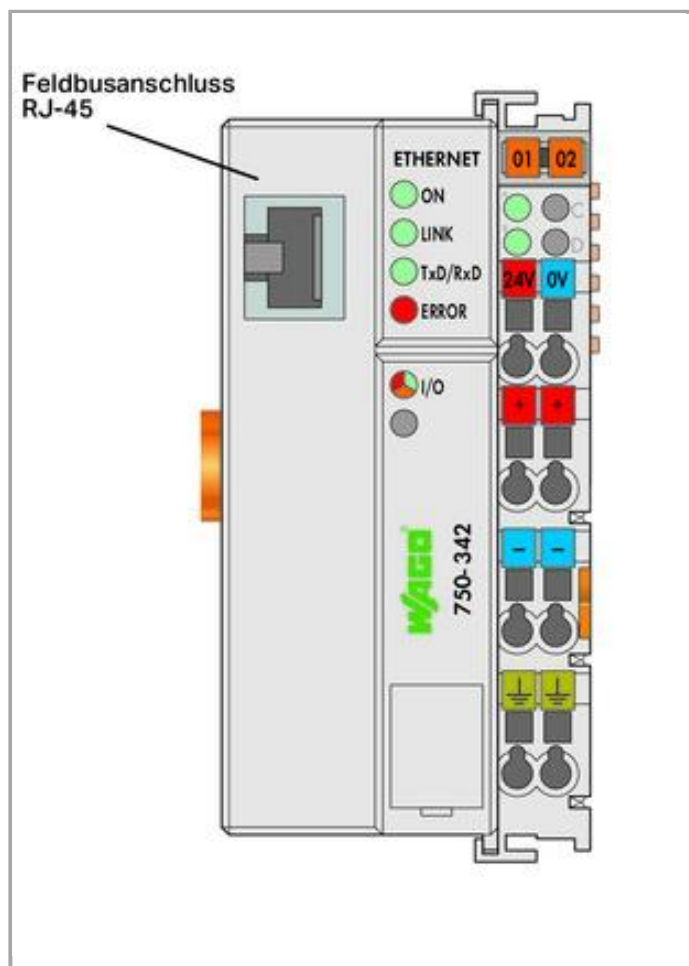 Feldbusanschluss
RJ-45
ETHERNET
ON
LINK
TxD/RxD
ERROR
I/O
WAGO
750-342
01 02
C
D
24V 0V
+ +
- -